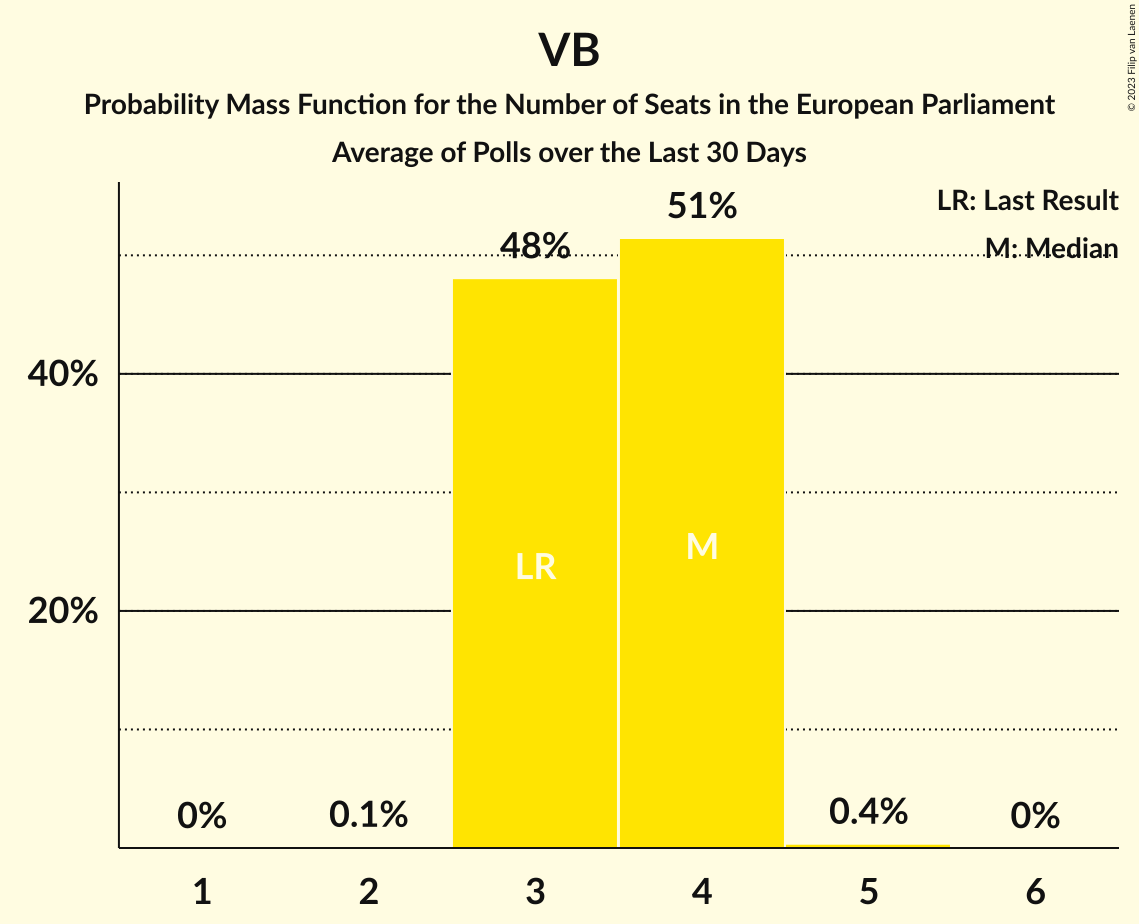 VB
Probability Mass Function for the Number of Seats in the European Parliament
Average of Polls over the Last 30 Days
© 2023 Filip van Laenen
LR: Last Result
M: Median
51%
48%
40%
LR
M
20%
0%
0.1%
0.4%
0%
1
2
3
4
5
6